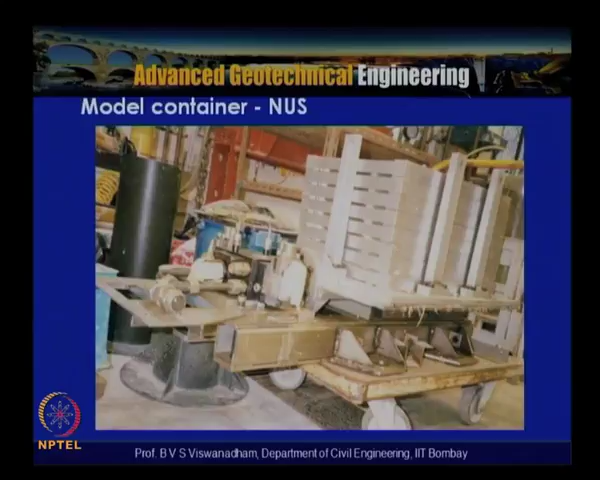 Advanced Geotechnical Engineering
Model container - NUS
NPTEL
Prof. B V S Viswanadham, Department of Civil Engineering, IIT Bombay